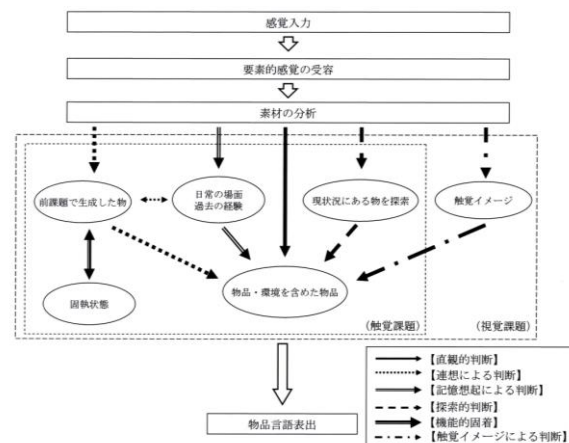 感覚入力
要素的感覚の受容
素材の分析
前課題で生成した物
日常の場面
過去の経験
現状況にある物を探索
触覚イメージ
固執状態
物品・環境を含めた物品
(触覚課題)
(視覚課題)
物品言語表出
【直観的判断】
【連想による判断】
【記憶想起による判断】
【探索的判断】
【機能的固着】
【触覚イメージによる判断】